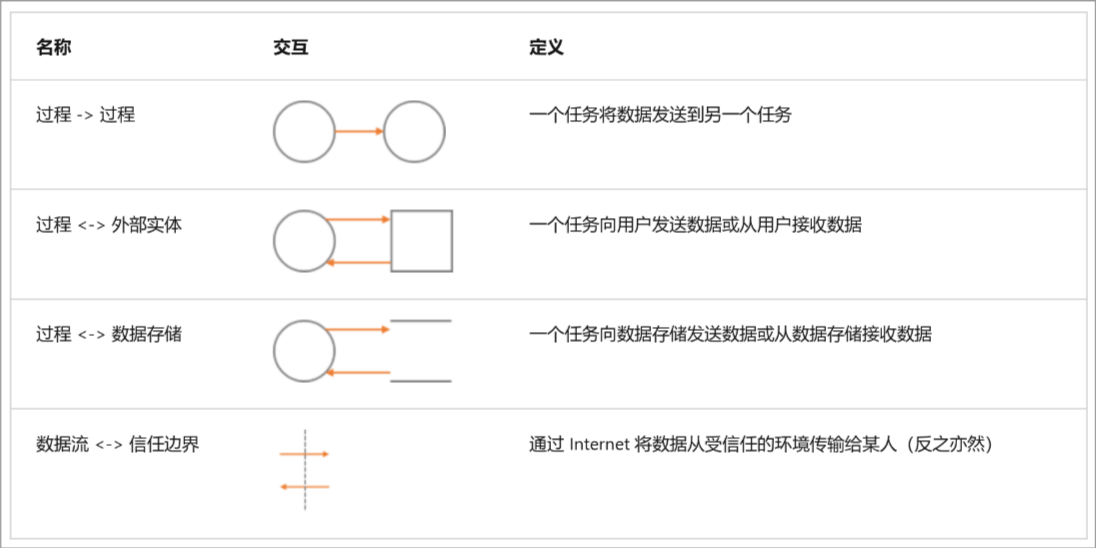 名称 交互 定义
过程 -> 过程 一个任务将数据发送到另一个任务
过程 <-> 外部实体 一个任务向用户发送数据或从用户接收数据
过程 <-> 数据存储 一个任务向数据存储发送数据或从数据存储接收数据
数据流 <-> 信任边界 通过 Internet 将数据从受信任的环境传输给某人（反之亦然）